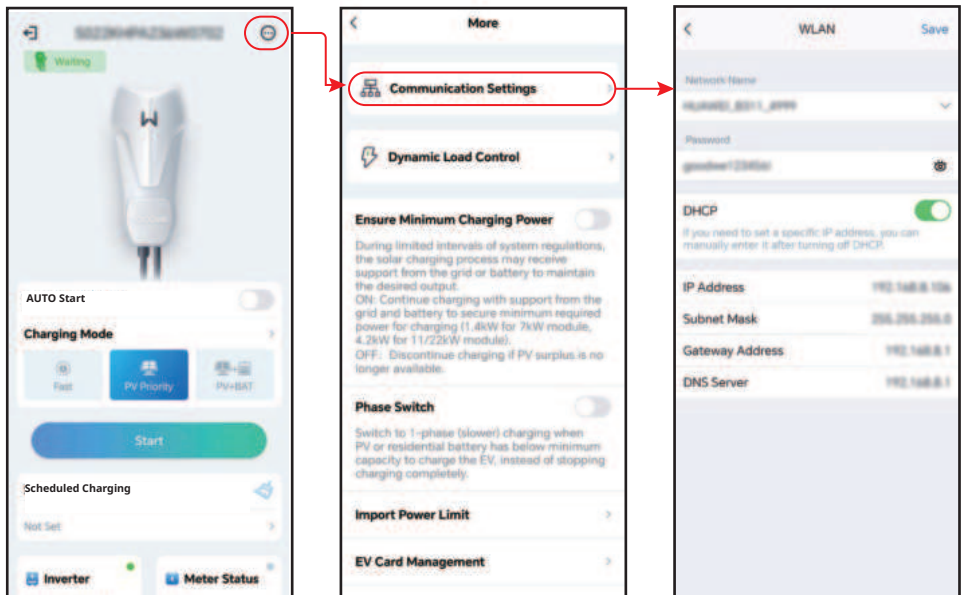 Waiting
W
AUTO Start
Charging Mode
Fast
PV Priority
PV+BAT
Start
Scheduled Charging
Not Set
Inverter
Meter Status
More
Communication Settings
Dynamic Load Control
Ensure Minimum Charging Power
During limited intervals of system regulations,
the solar charging process may receive
support from the grid or battery to maintain
the desired output.
ON: Continue charging with support from the
grid and battery to secure minimum required
power for charging (1.4kW for 7kW module,
4.2kW for 11/22kW module).
OFF: Discontinue charging if PV surplus is no
longer available.
Phase Switch
Switch to 1-phase (slower) charging when
PV or residential battery has below minimum
capacity to charge the EV, instead of stopping
charging completely.
Import Power Limit
EV Card Management
WLAN
Save
Network Name
Password
DHCP
If you need to set a specific IP address, you can
manually enter it after turning off DHCP.
IP Address
Subnet Mask
Gateway Address
DNS Server